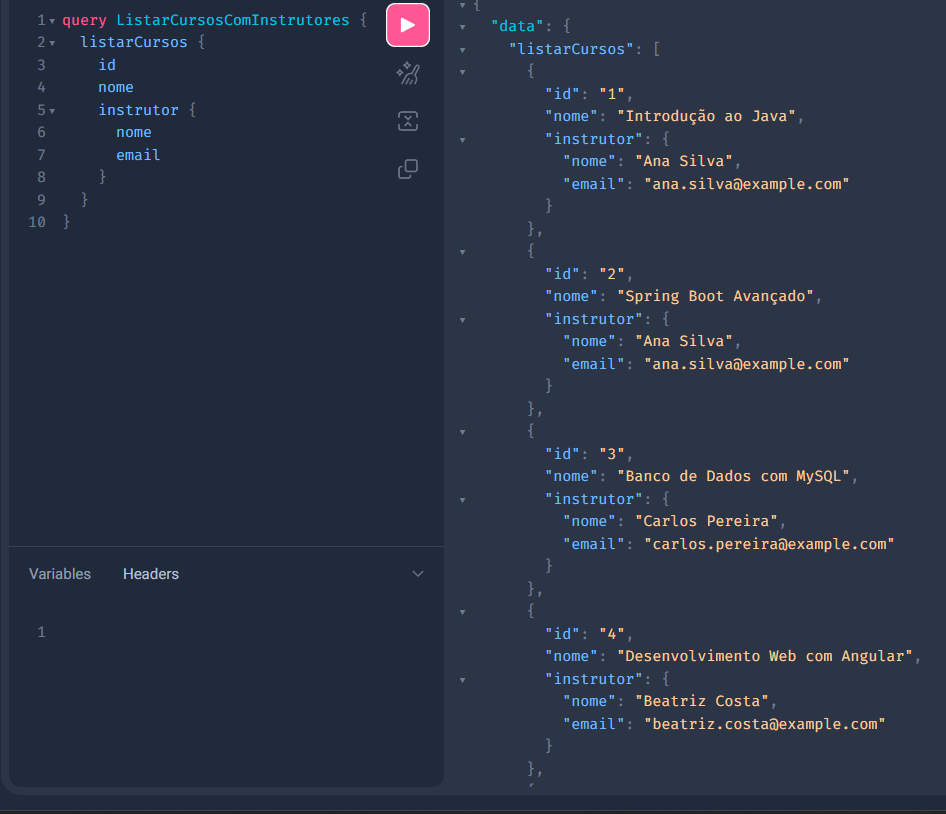 1 query ListarCursosComInstrutores {
2 listarCursos {
3 id
4 nome
5 instrutor {
6 nome
7 email
8 }
9 }
10 }
Variables Headers
1
{
"data": {
"listarCursos": [
{
"id": "1",
"nome": "Introdução ao Java",
"instrutor": {
"nome": "Ana Silva",
"email": "ana.silva@example.com"
}
},
{
"id": "2",
"nome": "Spring Boot Avançado",
"instrutor": {
"nome": "Ana Silva",
"email": "ana.silva@example.com"
}
},
{
"id": "3",
"nome": "Banco de Dados com MySQL",
"instrutor": {
"nome": "Carlos Pereira",
"email": "carlos.pereira@example.com"
}
},
{
"id": "4",
"nome": "Desenvolvimento Web com Angular",
"instrutor": {
"nome": "Beatriz Costa",
"email": "beatriz.costa@example.com"
}
},